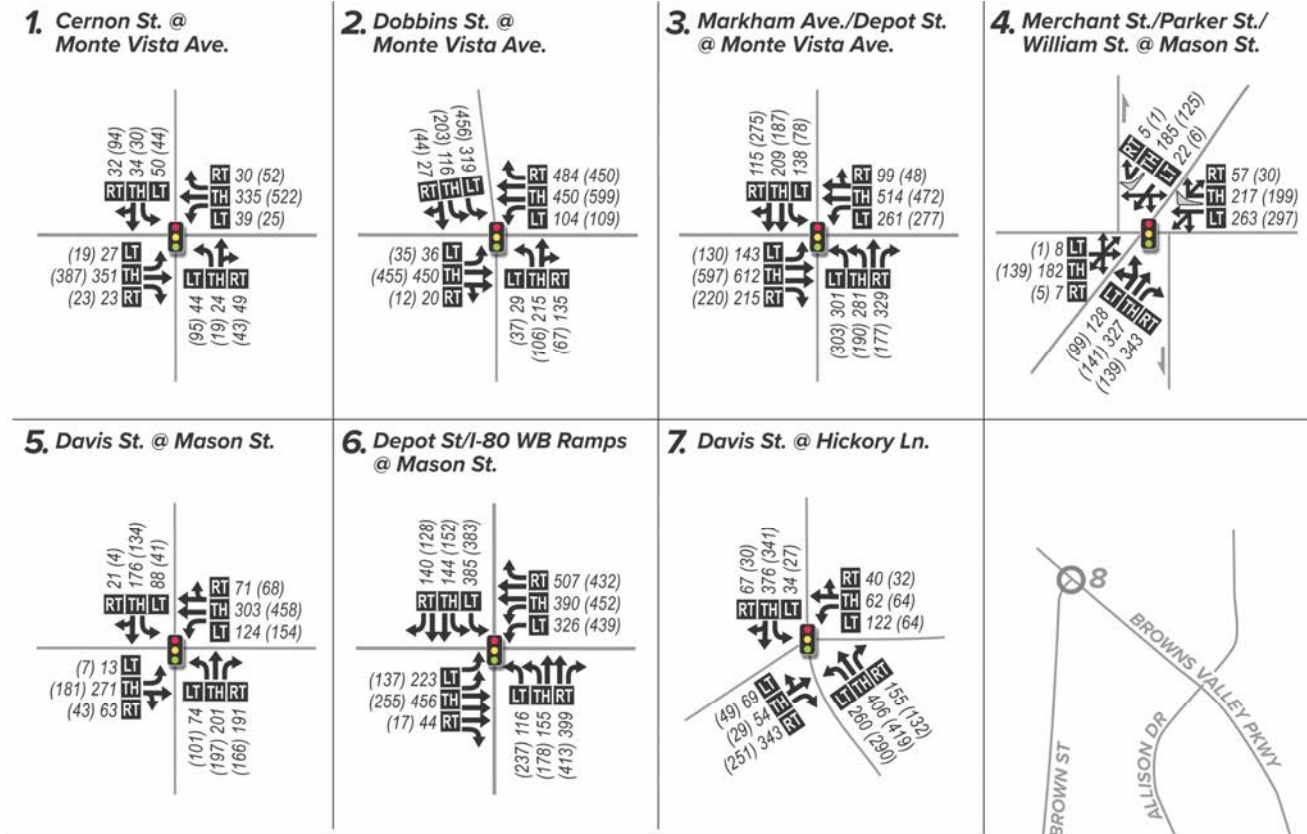 1. Cernon St. @
Monte Vista Ave.
32 (94)
34 (30)
50 (44)
RT TH LT
RT 30 (52)
TH 335 (522)
LT 39 (25)
(19) 27 LT
(387) 351 TH
(23) 23 RT
LT TH RT
(95) 44
(19) 24
(43) 49
2. Dobbins St. @
Monte Vista Ave.
(44) 27
(203) 116
(456) 319
RT TH LT
RT 484 (450)
TH 450 (599)
LT 104 (109)
(35) 36 LT
(455) 450 TH
(12) 20 RT
LT TH RT
(37) 29
(106) 215
(67) 135
3. Markham Ave./Depot St.
@ Monte Vista Ave.
115 (275)
209 (187)
138 (78)
RT TH LT
RT 99 (48)
TH 514 (472)
LT 261 (277)
(130) 143 LT
(597) 612 TH
(220) 215 RT
LT TH RT
(303) 301
(190) 281
(177) 329
4. Merchant St./Parker St./
William St. @ Mason St.
5 (1)
185 (125)
22 (6)
RT TH LT
RT 57 (30)
TH 217 (199)
LT 263 (297)
(1) 8 LT
(139) 182 TH
(5) 7 RT
LT TH RT
(99) 128
(141) 327
(139) 343
5. Davis St. @ Mason St.
21 (4)
176 (134)
88 (41)
RT TH LT
RT 71 (68)
TH 303 (458)
LT 124 (154)
(7) 13 LT
(181) 271 TH
(43) 63 RT
LT TH RT
(101) 74
(197) 201
(166) 191
6. Depot St/I-80 WB Ramps
@ Mason St.
140 (128)
144 (152)
385 (383)
RT TH LT
RT 507 (432)
TH 390 (452)
LT 326 (439)
(137) 223 LT
(255) 456 TH
(17) 44 RT
LT TH RT
(237) 116
(178) 155
(413) 399
7. Davis St. @ Hickory Ln.
67 (30)
376 (341)
34 (27)
RT TH LT
RT 40 (32)
TH 62 (64)
LT 122 (64)
(49) 69 LT
(29) 54 TH
(251) 343 RT
LT TH RT
155 (132)
406 (419)
260 (290)
8
BROWNS VALLEY PKWY
ALLISON DR
BROWN ST